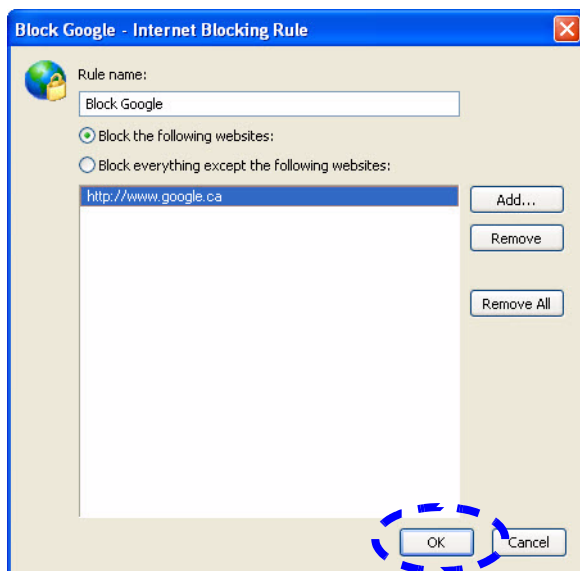 Block Google - Internet Blocking Rule
Rule name:
Block Google
Block the following websites:
Block everything except the following websites:
http://www.google.ca
Add...
Remove
Remove All
OK
Cancel